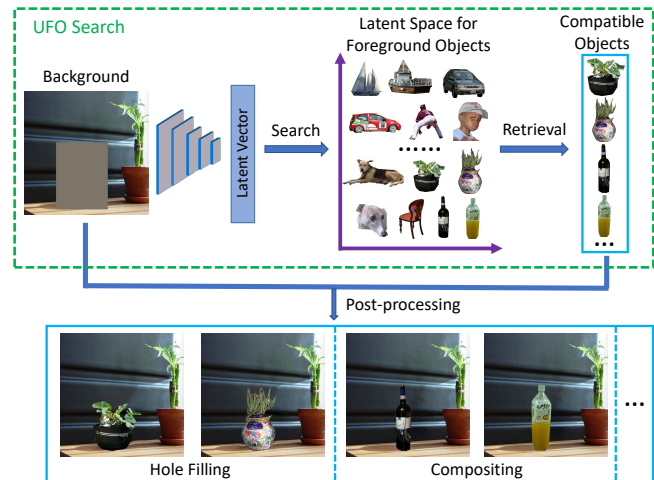 UFO Search
Background
Latent Vector
Search
Latent Space for
Foreground Objects
......
Retrieval
Compatible
Objects
...
Post-processing
Hole Filling
Compositing
...